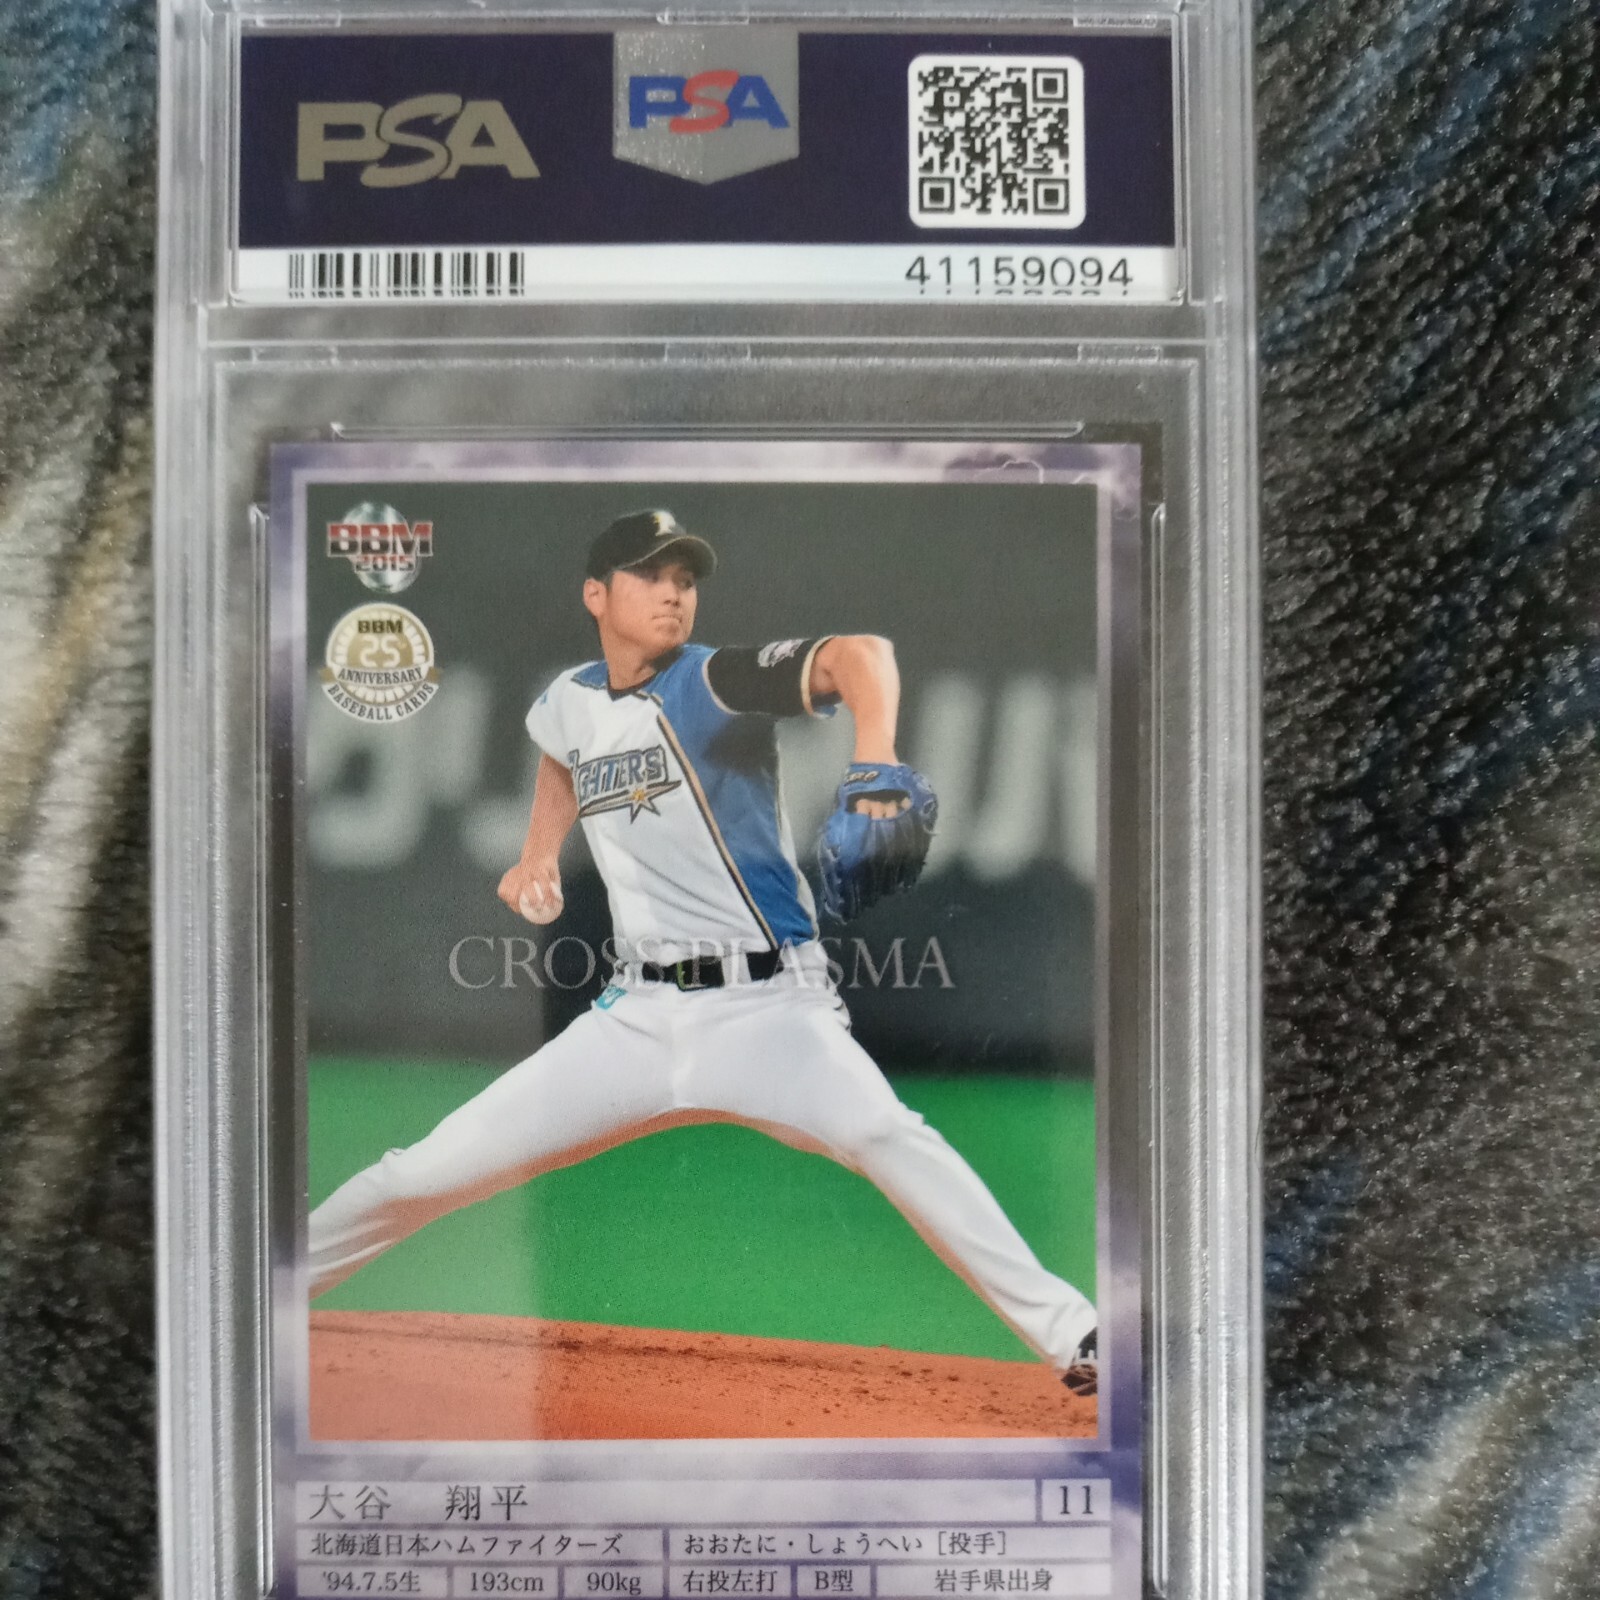 PSA
PSA
41159094
BBM
2015
BBM
25
ANNIVERSARY
BASEBALL CARDS
FIGHTERS
CROSS PLASMA
大谷 翔平 11
北海道日本ハムファイターズ おおたに・しょうへい [投手]
'94.7.5生 193cm 90kg 右投左打 B型 岩手県出身